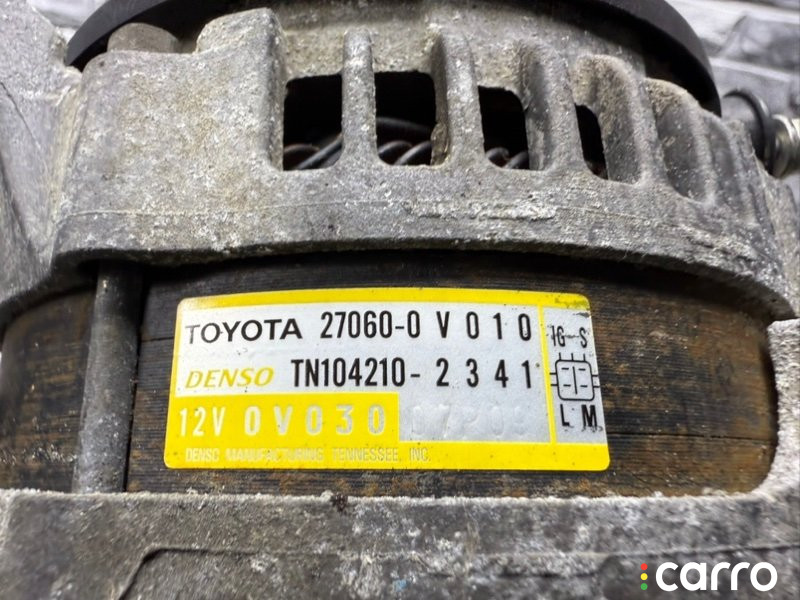 TOYOTA 27060-0V010
IG S
DENSO TN104210-2341
L M
12V 0V030
DENSO MANUFACTURING TENNESSEE, INC.
carro